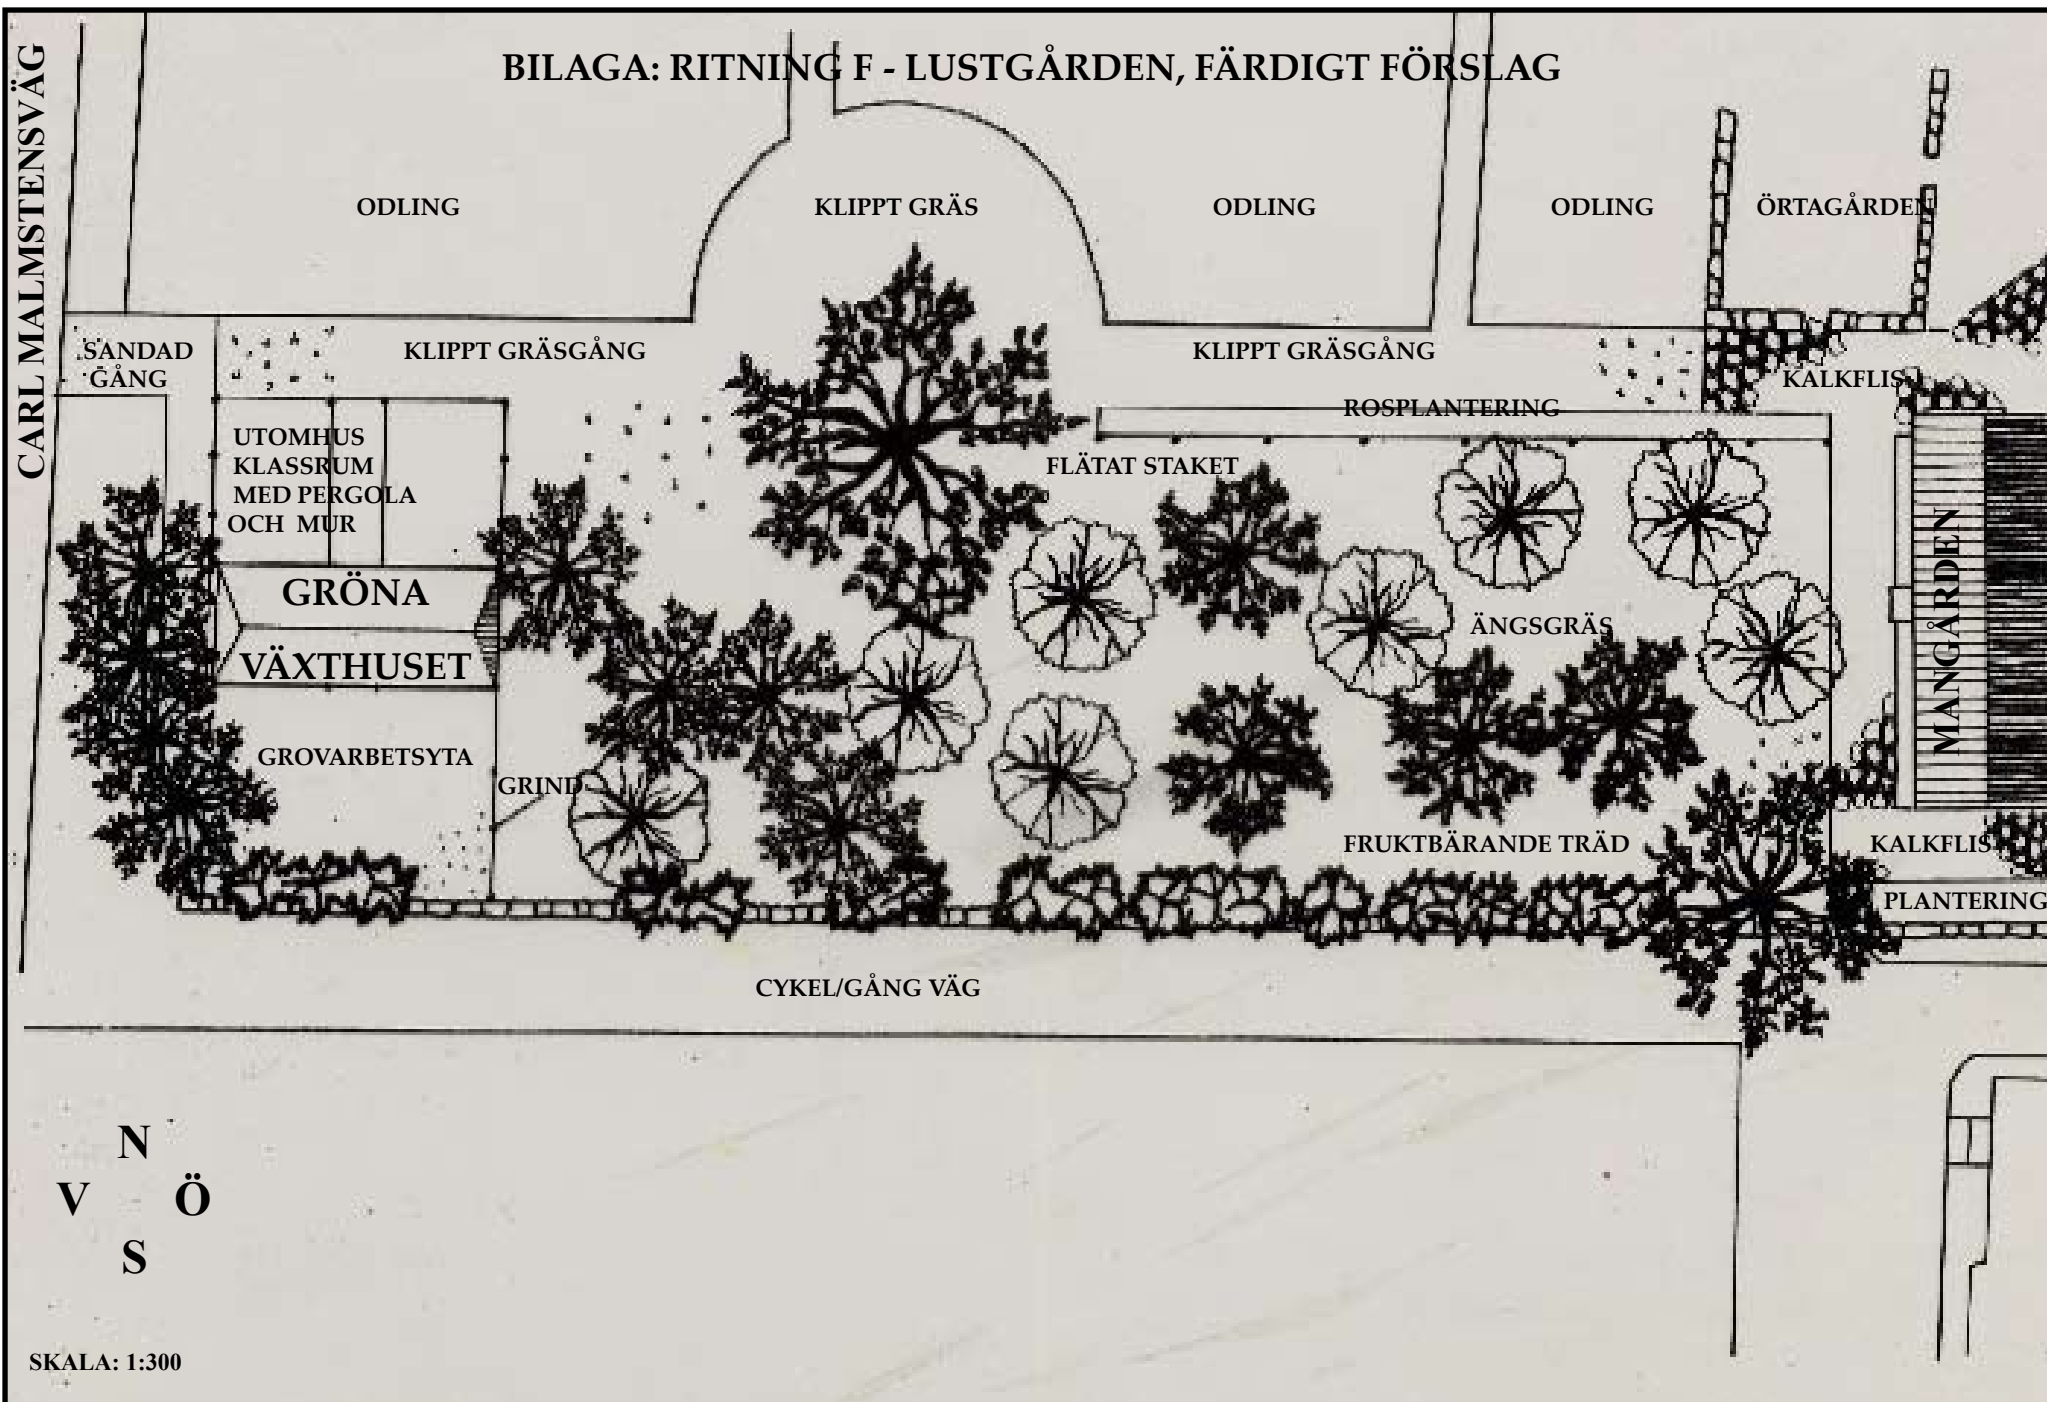 BILAGA: RITNING F - LUSTGÅRDEN, FÄRDIGT FÖRSLAG
CARL MALMSTENSVÄG
ODLING
KLIPPT GRÄS
ODLING
ODLING
ÖRTAGÅRDEN
SANDAD
GÅNG
KLIPPT GRÄSGÅNG
KLIPPT GRÄSGÅNG
KALKFLIS
ROSPLANTERING
UTOMHUS
KLASSRUM
MED PERGOLA
OCH MUR
FLÄTAT STAKET
GRÖNA
VÄXTHUSET
ÄNGSGRÄS
MANGÅRDEN
GROVARBETSYTA
GRIND
FRUKTBÄRANDE TRÄD
KALKFLIS
PLANTERING
CYKEL/GÅNG VÄG
N
V Ö
S
SKALA: 1:300